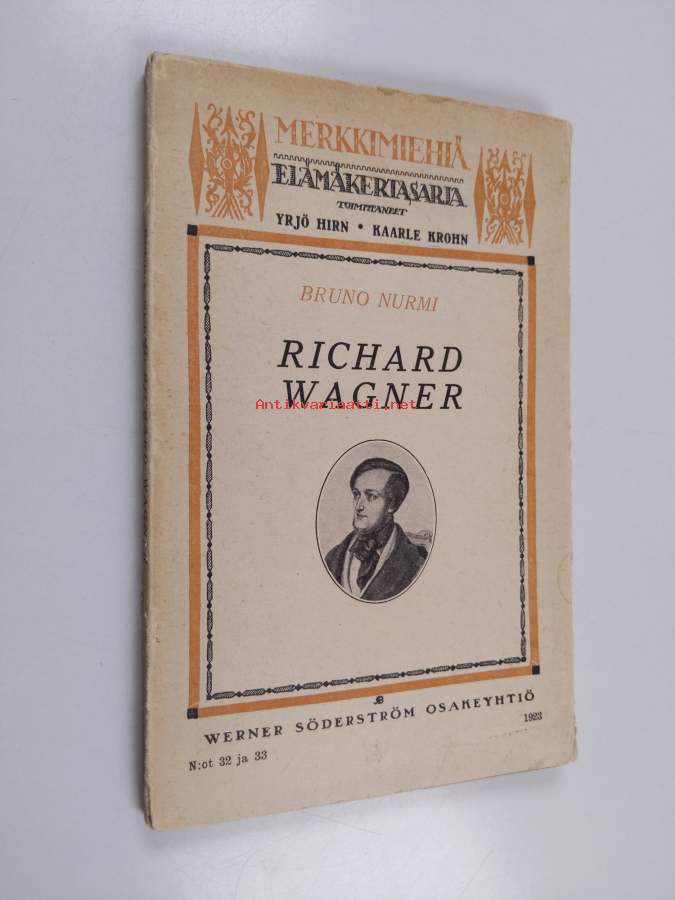 MERKKIMIEHIÄ
ELÄMÄKERTASARJA
TOIMITTANEET
YRJÖ HIRN • KAARLE KROHN
BRUNO NURMI
RICHARD
WAGNER
Antikvariaatti.net
WERNER SÖDERSTRÖM OSAKEYHTIÖ
N:ot 32 ja 33
1923